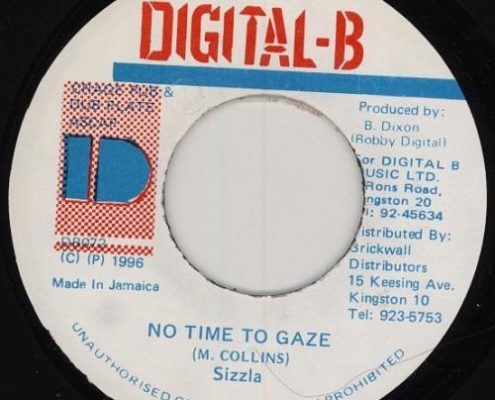 DIGITAL-B
CHAGE PUB &
DUB PLATE
ASCAP
DB072
(C) (P) 1996
Made In Jamaica
Produced by:
B. Dixon
(Robby Digital)
For DIGITAL B
MUSIC LTD.
Rons Road,
Kingston 20
92-45634
Distributed By:
Brickwall
Distributors
15 Keesing Ave.
Kingston 10
Tel: 923-5753
NO TIME TO GAZE
(M. COLLINS)
Sizzla
UNAUTHORISED
PROHIBITED